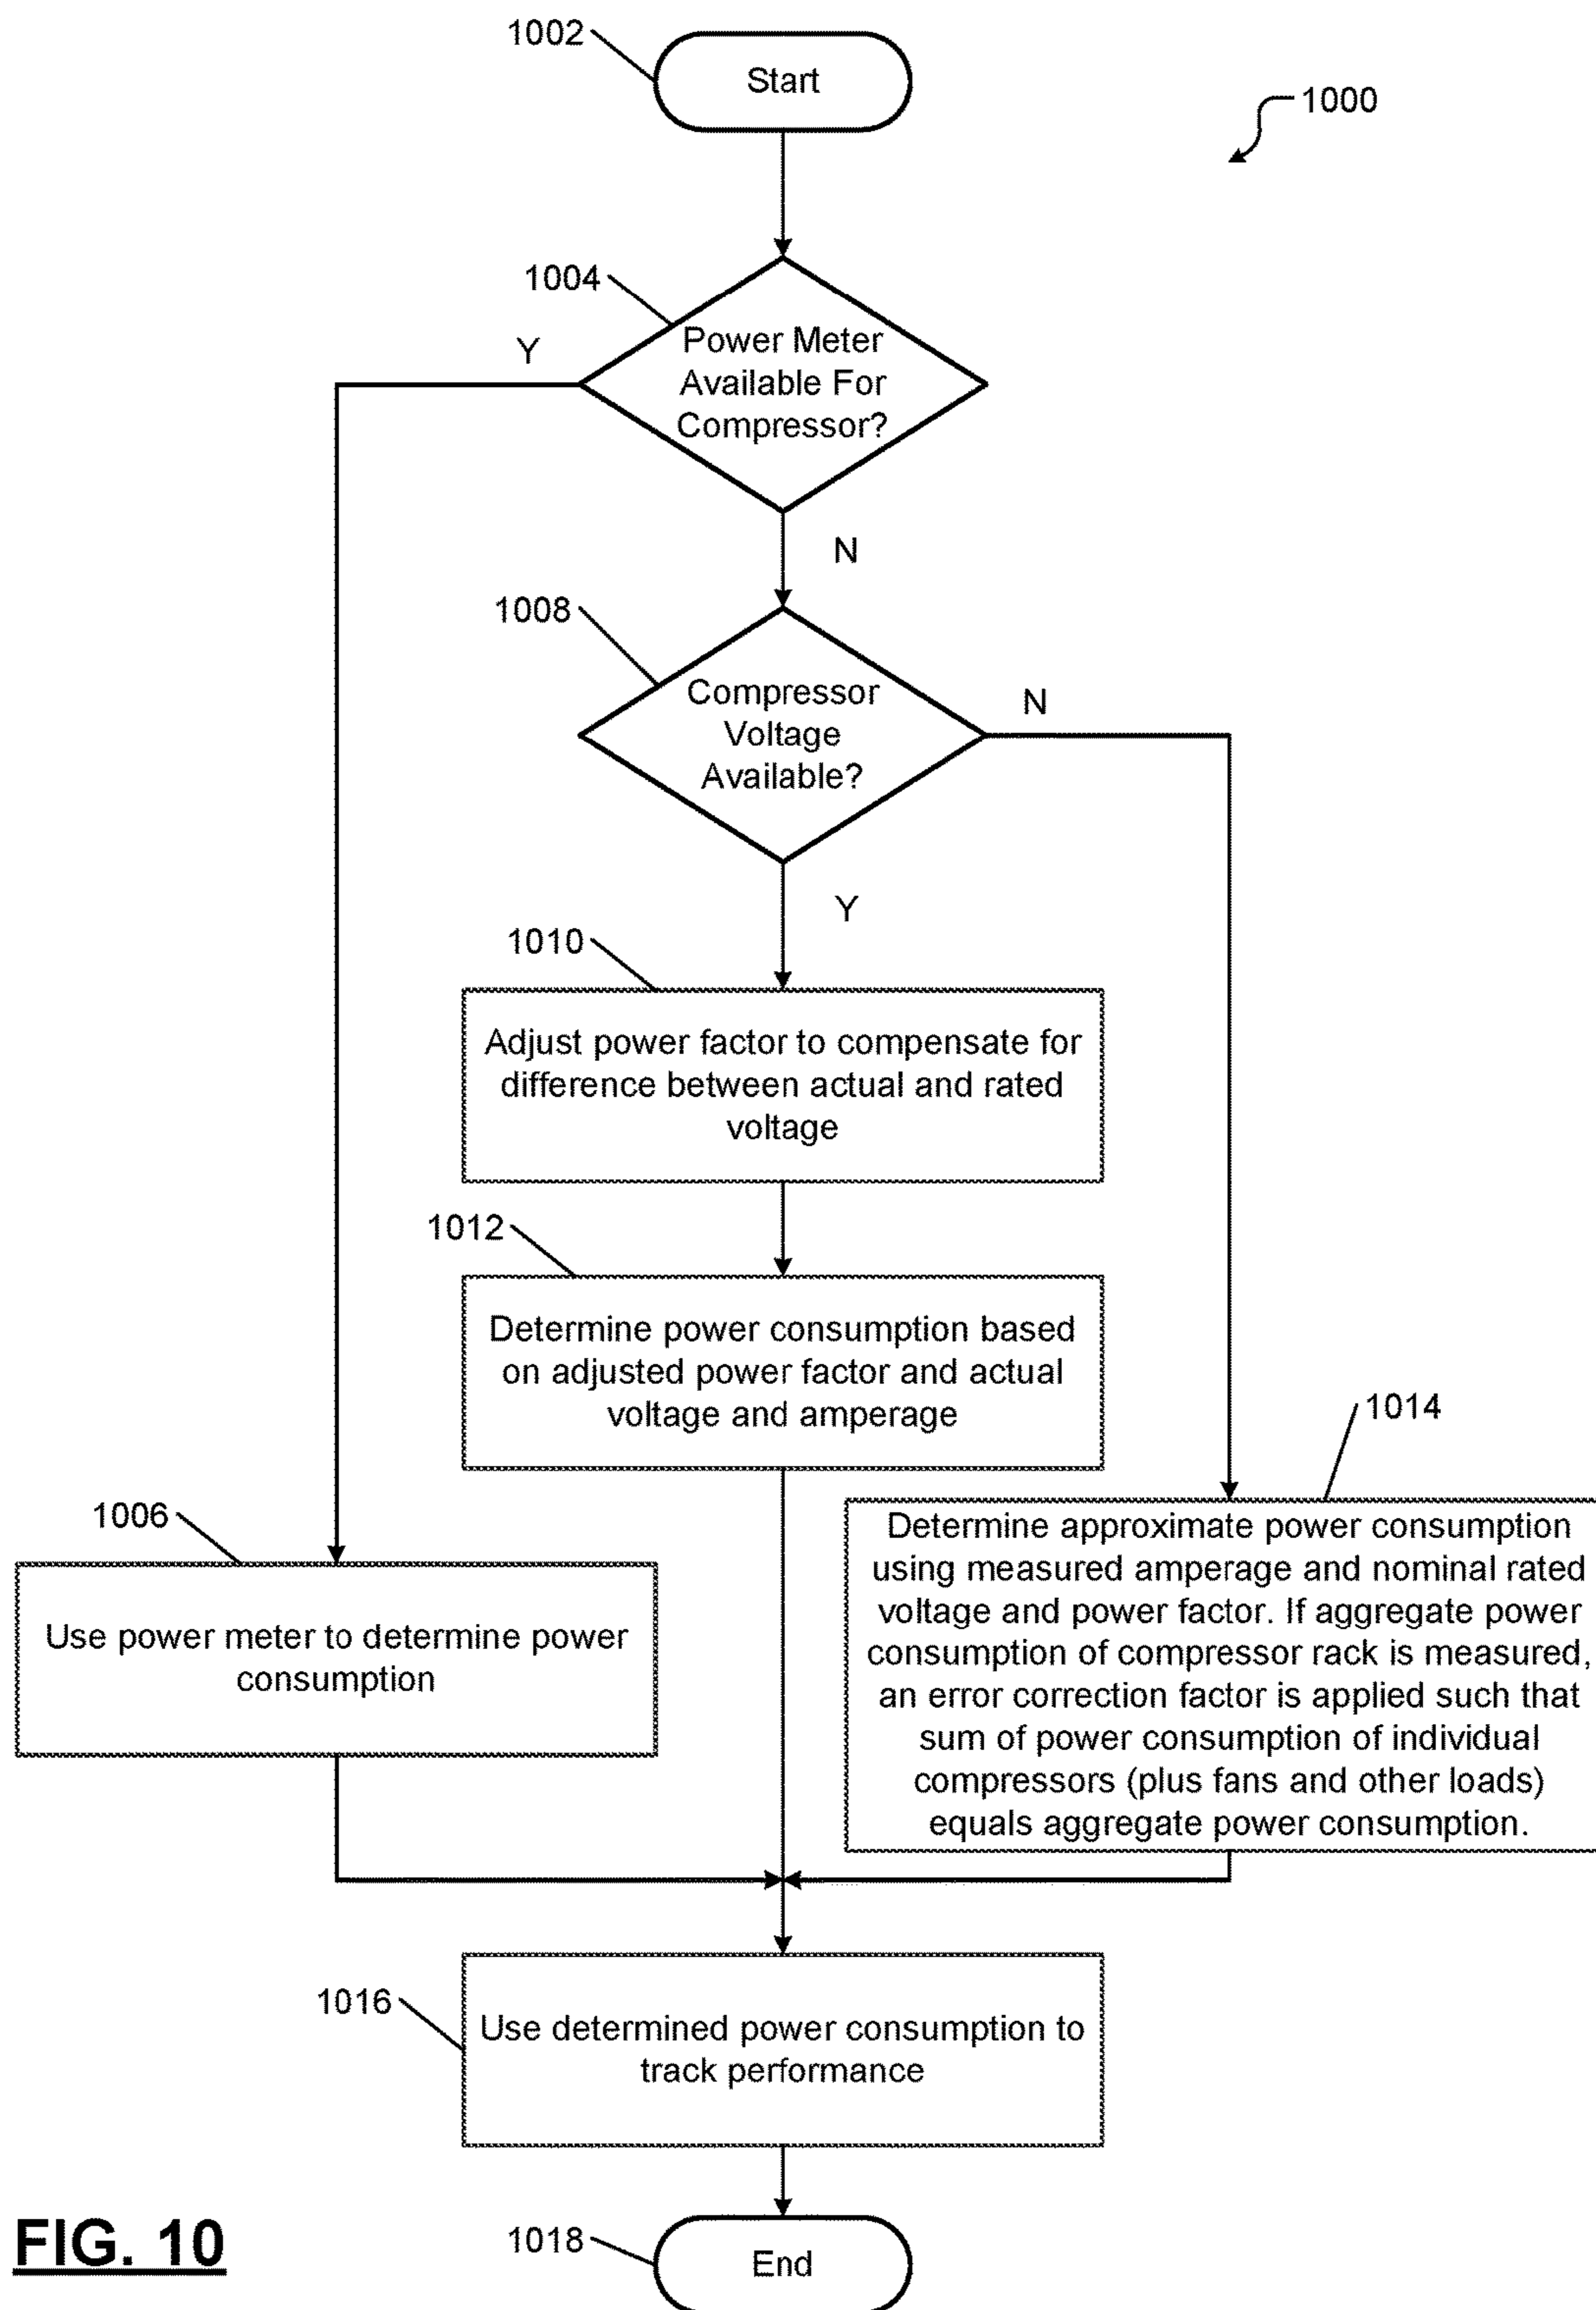 1002
Start
1000
1004
Power Meter
Available For
Compressor?
Y
N
1008
Compressor
Voltage
Available?
N
Y
1010
Adjust power factor to compensate for
difference between actual and rated
voltage
1012
Determine power consumption based
on adjusted power factor and actual
voltage and amperage
1014
Determine approximate power consumption
using measured amperage and nominal rated
voltage and power factor. If aggregate power
consumption of compressor rack is measured,
an error correction factor is applied such that
sum of power consumption of individual
compressors (plus fans and other loads)
equals aggregate power consumption.
1006
Use power meter to determine power
consumption
1016
Use determined power consumption to
track performance
1018
End
FIG. 10